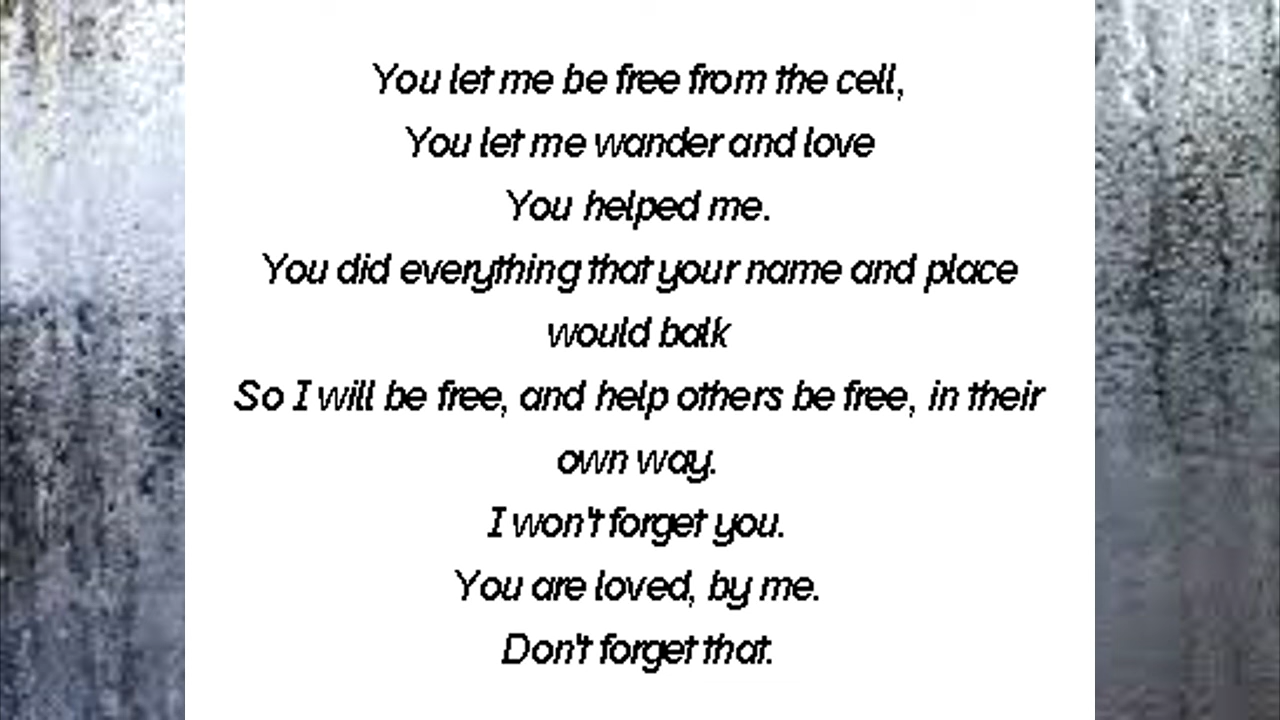 You let me be free from the cell,
You let me wander and love
You helped me.
You did everything that your name and place
would balk
So I will be free, and help others be free, in their
own way.
I won't forget you.
You are loved, by me.
Don't forget that.